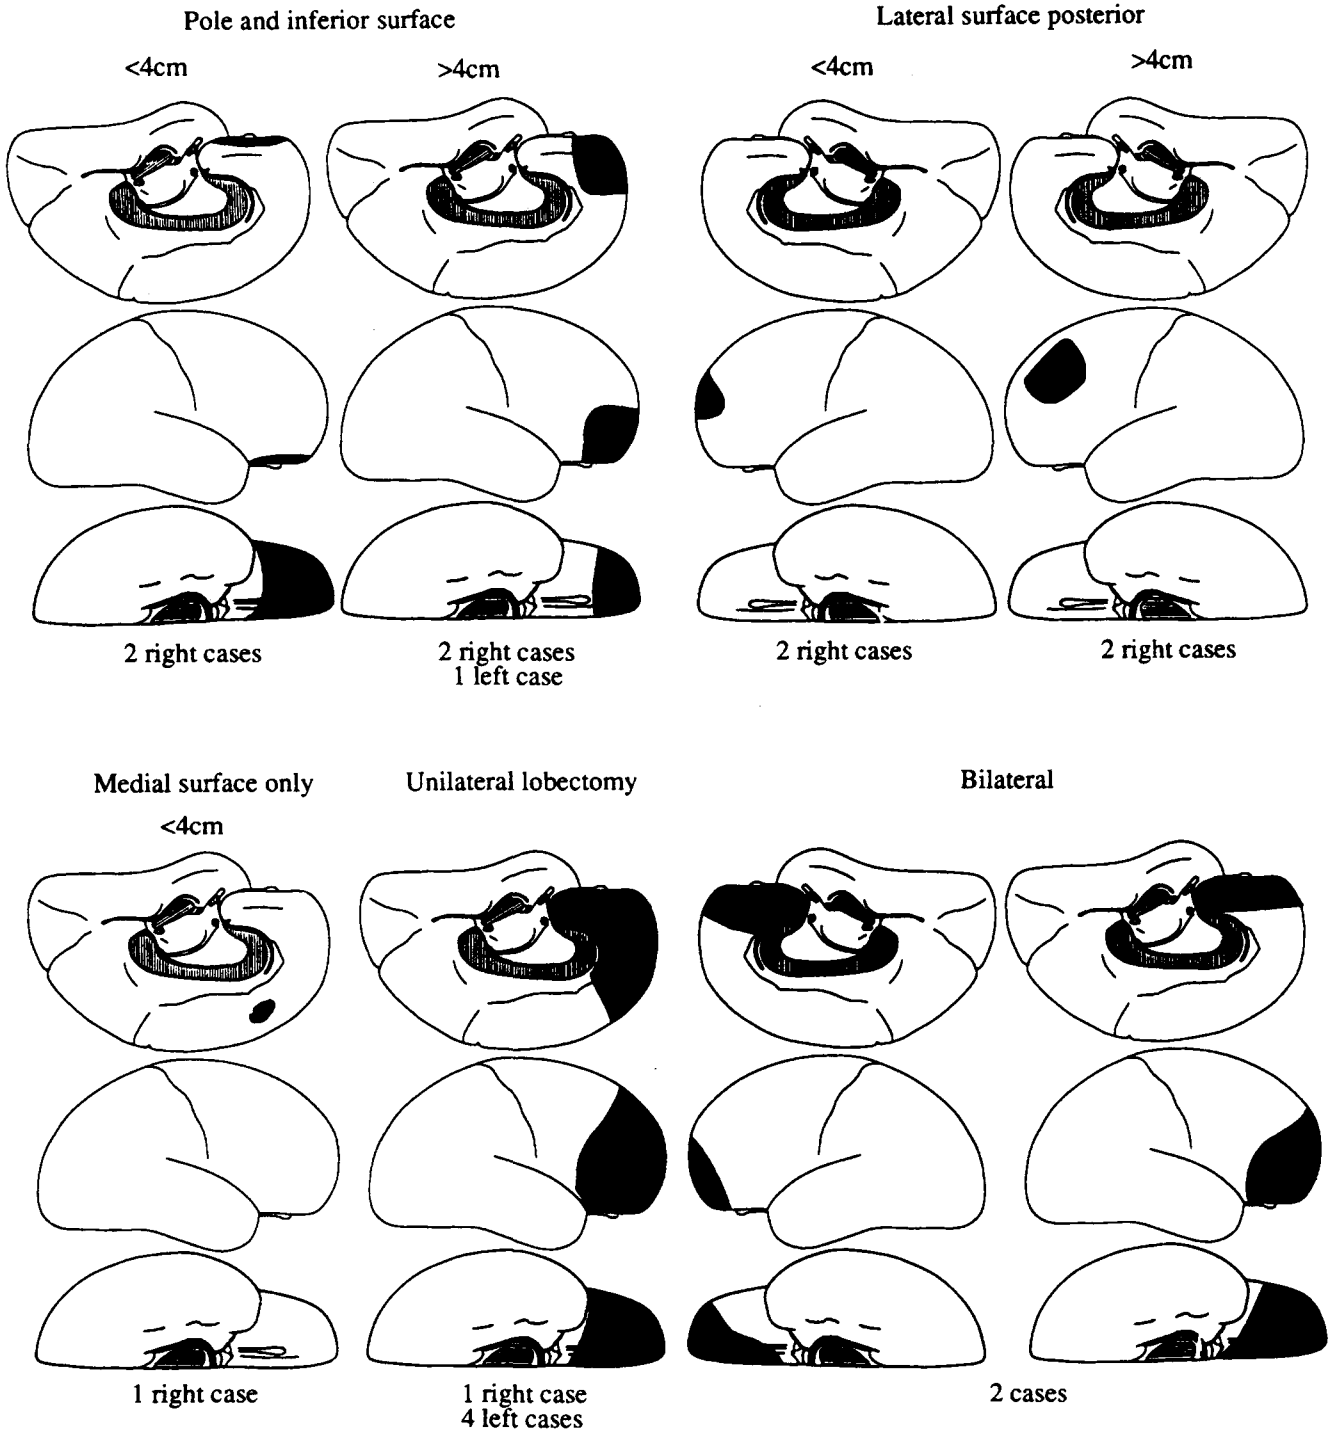 Pole and inferior surface
<4cm
>4cm
Lateral surface posterior
<4cm
>4cm
2 right cases
2 right cases
1 left case
2 right cases
2 right cases
Medial surface only
<4cm
Unilateral lobectomy
Bilateral
1 right case
1 right case
4 left cases
2 cases